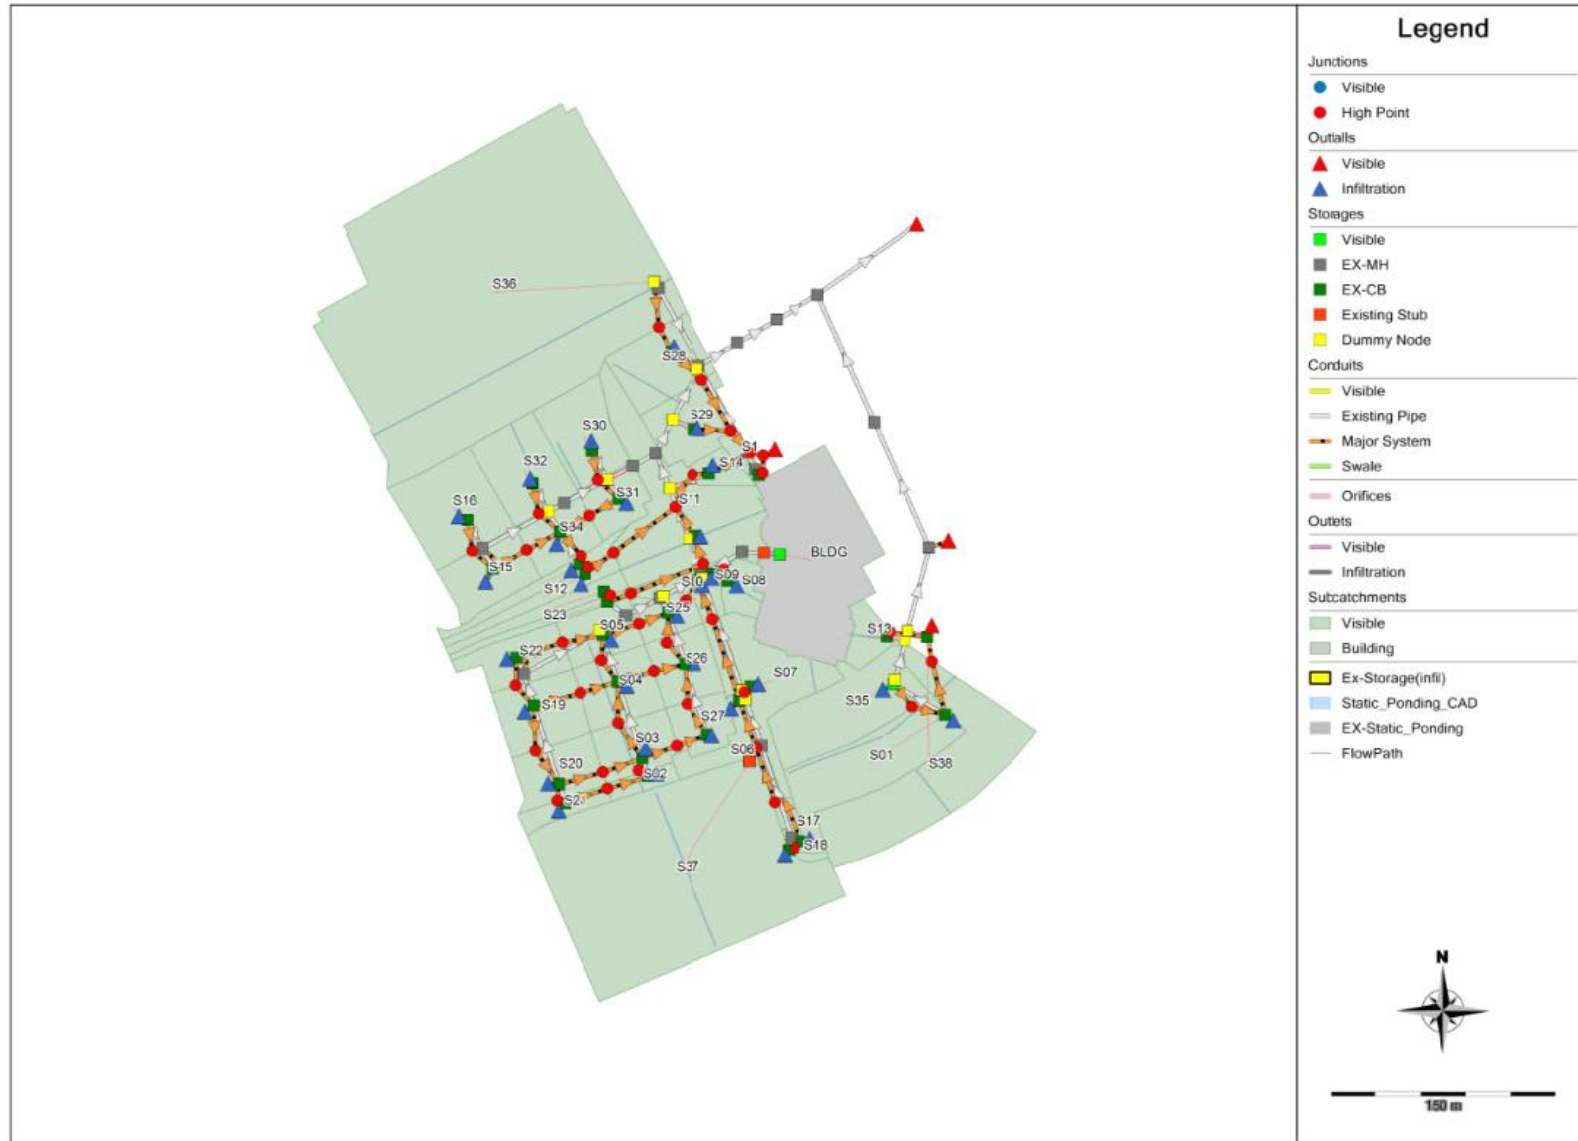 Legend
Junctions
Visible
High Point
Outfalls
Visible
Infiltration
Storages
Visible
EX-MH
EX-CB
Existing Stub
Dummy Node
Conduits
Visible
Existing Pipe
Major System
Swale
Orifices
Outlets
Visible
Infiltration
Subcatchments
Visible
Building
Ex-Storage(infil)
Static_Ponding_CAD
EX-Static_Ponding
FlowPath
N
150 m
S36
S28
S29
S30
S1
S14
S32
S31
S16
S11
S34
BLDG
S15
S12
S09
S08
S10
S23
S25
S05
S13
S22
S26
S07
S04
S35
S19
S27
S03
S06
S01
S38
S20
S02
S2
S17
S18
S37